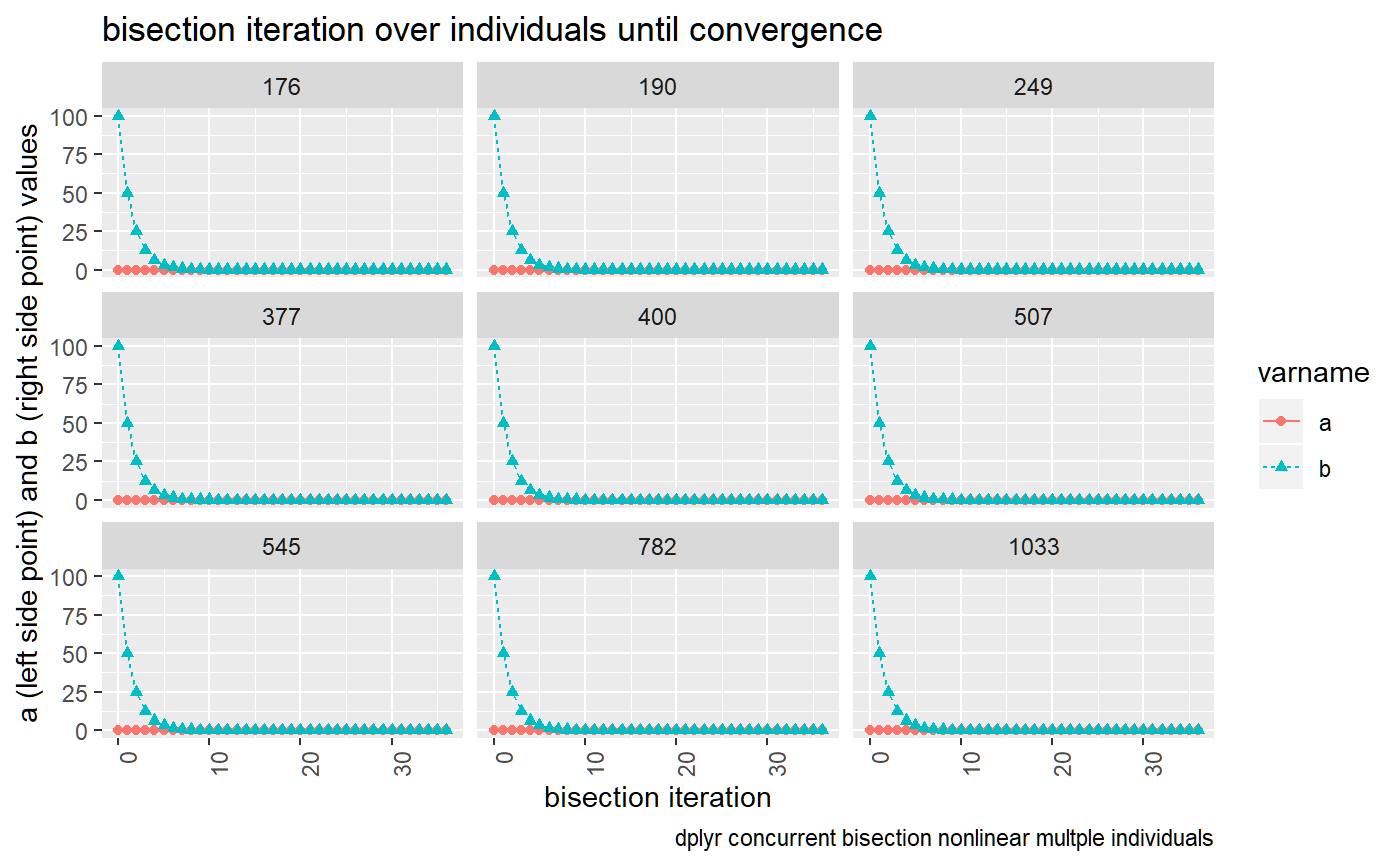 bisection iteration over individuals until convergence
a (left side point) and b (right side point) values
176 190 249
100
75
50
25
0
377 400 507
100
75
50
25
0
545 782 1033
100
75
50
25
0
0 10 20 30 0 10 20 30 0 10 20 30
bisection iteration
dplyr concurrent bisection nonlinear multple individuals
varname
a
b